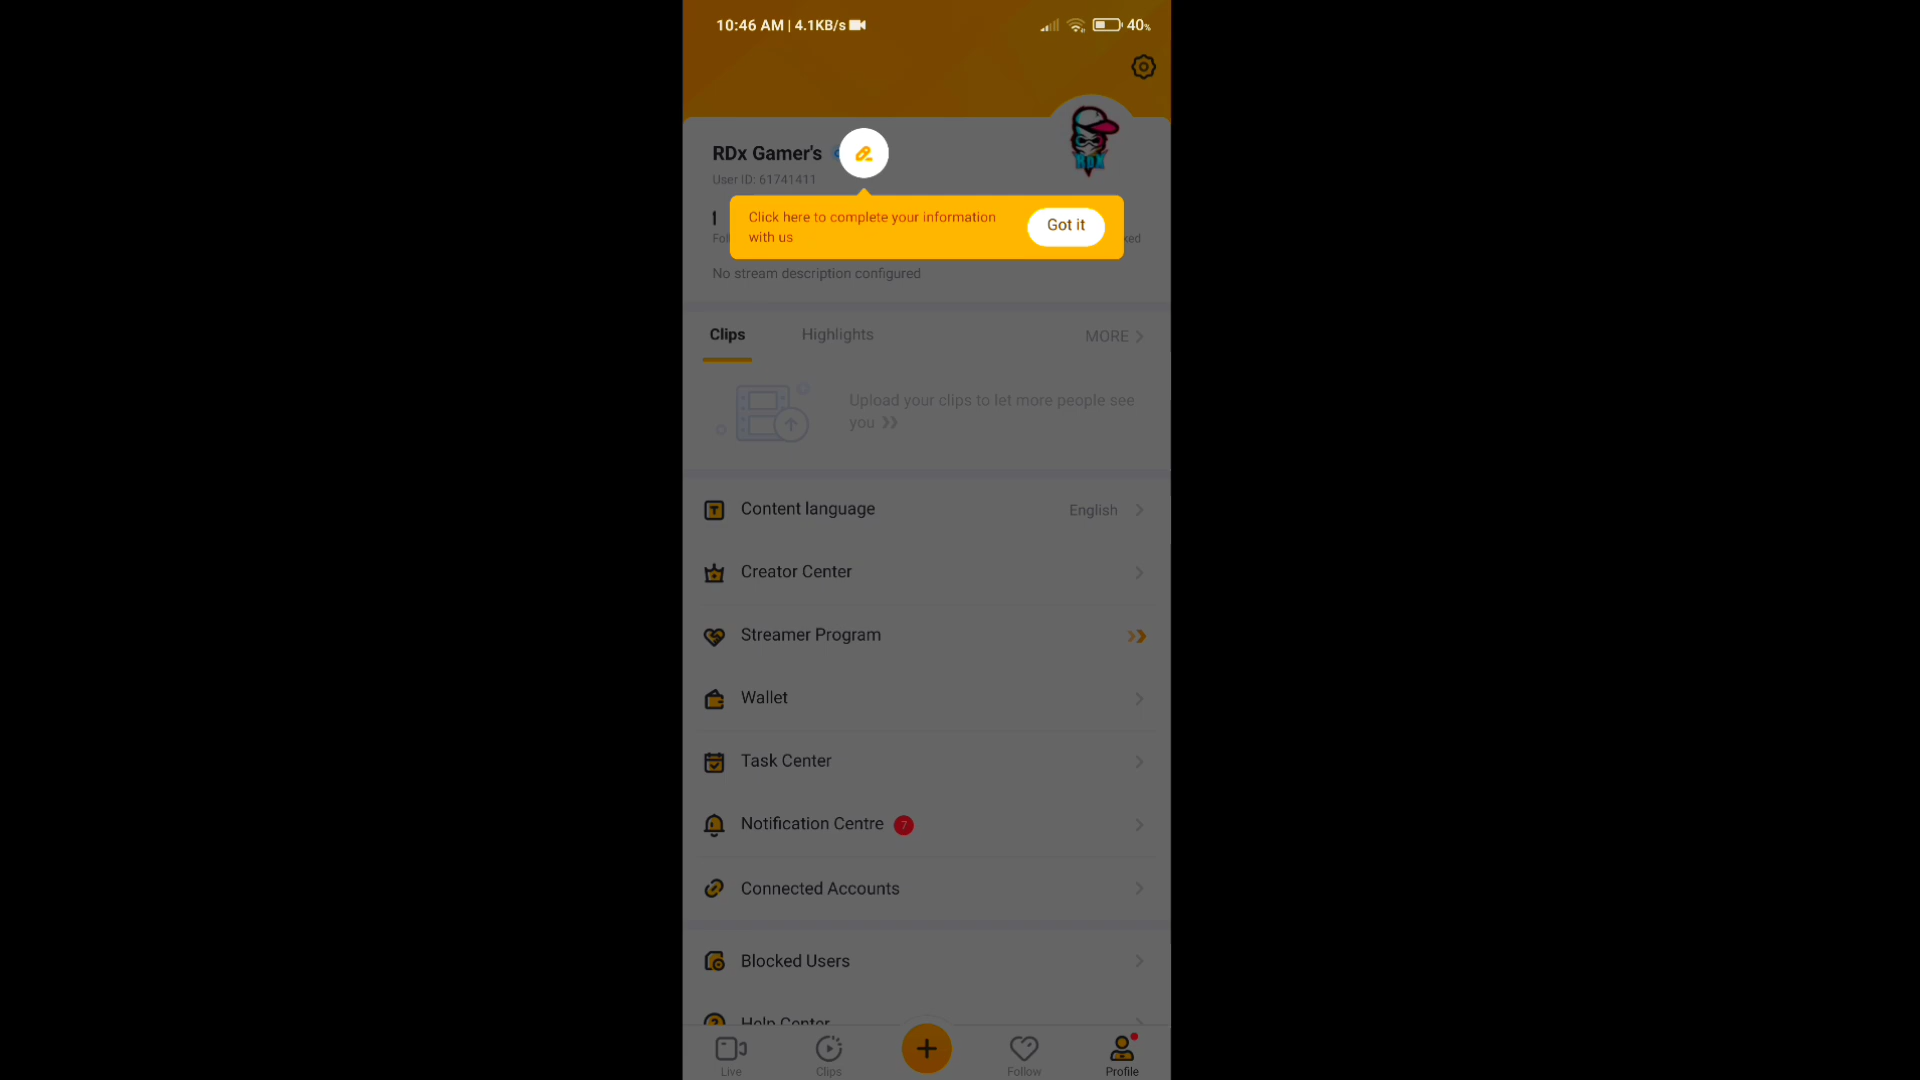 10:46 AM | 4.1KB/s
40%
RDX
RDx Gamer's
User ID: 61741411
Click here to complete your information
with us
Got it
No stream description configured
Clips
Highlights
MORE
Upload your clips to let more people see
you
Content language
English
Creator Center
Streamer Program
Wallet
Task Center
Notification Centre
7
Connected Accounts
Blocked Users
Help Center
Live
Clips
Follow
Profile